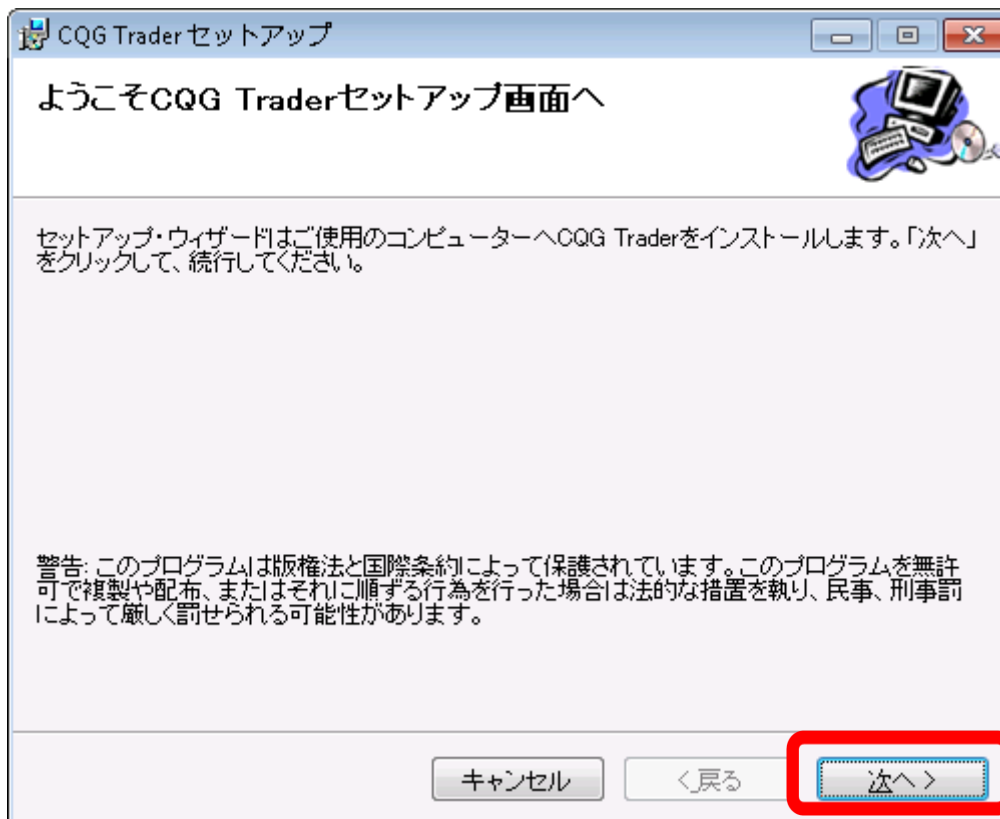 CQG Trader セットアップ
ようこそCQG Traderセットアップ画面へ
セットアップ・ウィザードはご使用のコンピューターへCQG Traderをインストールします。「次へ」
をクリックして、続行してください。
警告: このプログラムは版権法と国際条約によって保護されています。このプログラムを無許
可で複製や配布、またはそれに順ずる行為を行った場合は法的な措置を執り、民事、刑事罰
によって厳しく罰せられる可能性があります。
キャンセル
< 戻る
次へ >